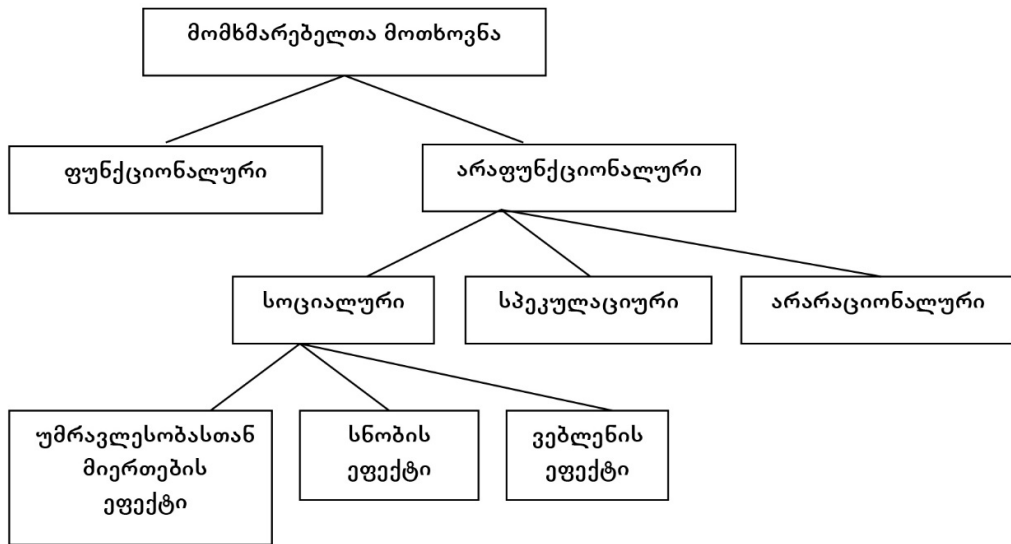 მომხმარებელთა მოთხოვნა
ფუნქციონალური
არაფუნქციონალური
სოციალური
სპეკულაციური
არარაციონალური
უმრავლესობასთან
მიერთების
ეფექტი
სნობის
ეფექტი
ვებლენის
ეფექტი